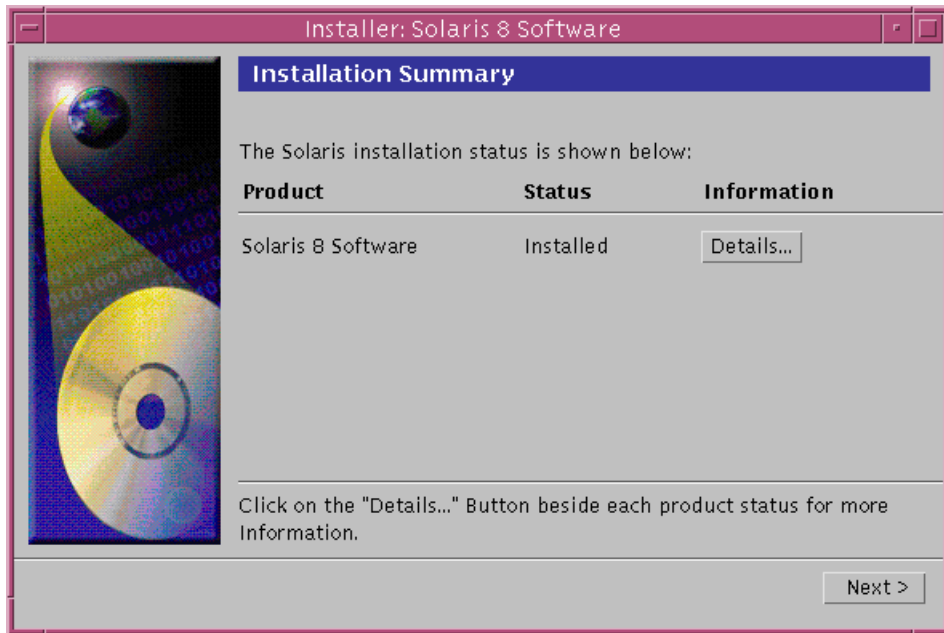 Installer: Solaris 8 Software
Installation Summary
The Solaris installation status is shown below:
Product Status Information
Solaris 8 Software Installed Details...
Click on the "Details..." Button beside each product status for more
Information.
Next >